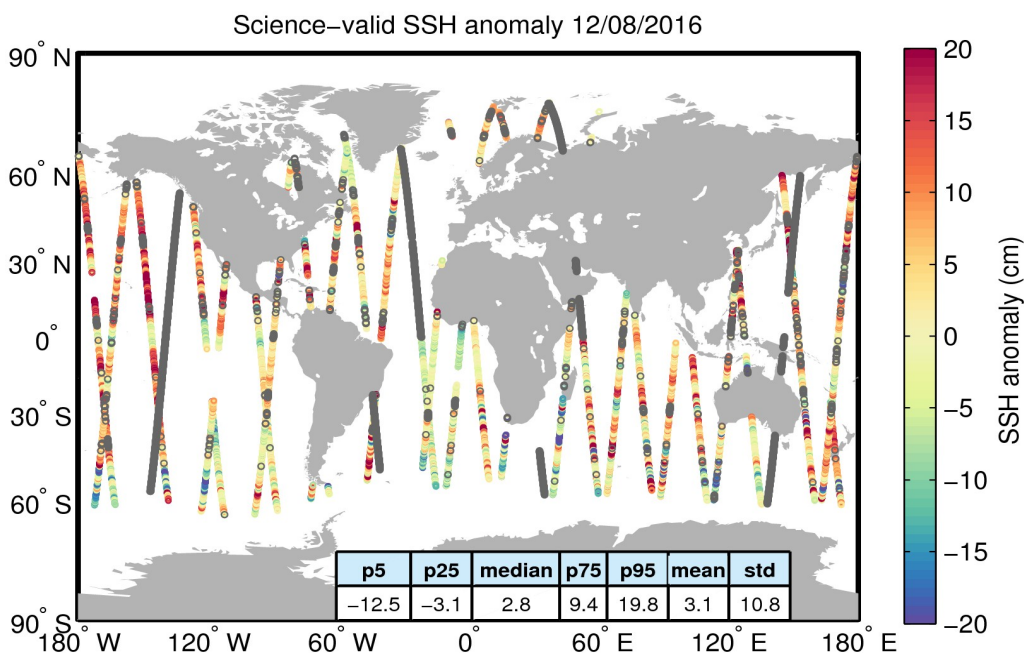 Science−valid SSH anomaly 12/08/2016
90° N
60° N
30° N
0°
30° S
60° S
90° S
180° W
120° W
60° W
0°
60° E
120° E
180° E
p5 p25 median p75 p95 mean std
−12.5 −3.1 2.8 9.4 19.8 3.1 10.8
20
15
10
5
0
−5
−10
−15
−20
SSH anomaly (cm)